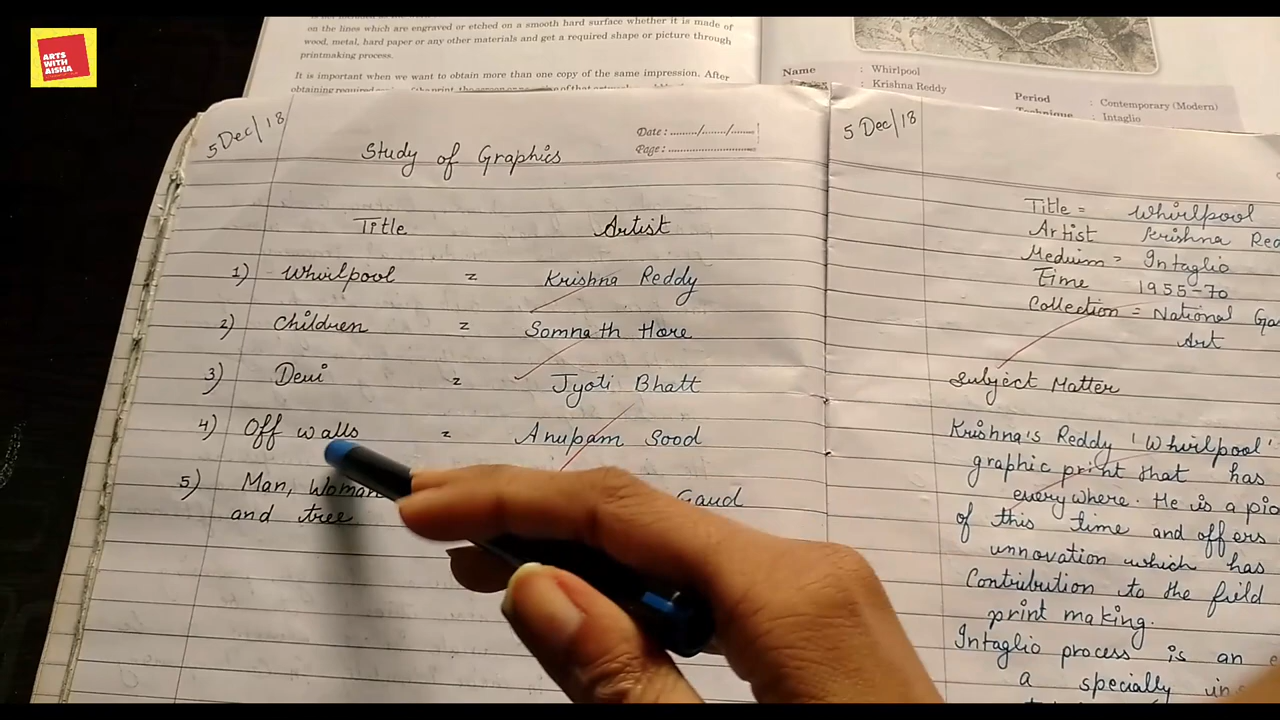 ARTS
WITH
AISHA
on the lines which are engraved or etched on a smooth hard surface whether it is made of
wood, metal, hard paper or any other materials and get a required shape or picture through
printmaking process.
It is important when we want to obtain more than one copy of the same impression. After
obtaining
Name : Whirlpool
: Krishna Reddy
Period : Contemporary (Modern)
Technique : Intaglio
5 Dec/18
Date : ......../......./.......
Page : ..........................
Study of Graphics
Title Artist
1) Whirlpool = Krishna Reddy
2) Children = Somnath Hore
3) Devi = Jyoti Bhatt
4) Off walls = Anupam Sood
5) Man, Woman Gaud
and tree
5 Dec/18
Title = Whirlpool
Artist Krishna Red
Medium = Intaglio
Time 1955-70
Collection = National Ga
Art
Subject Matter
Krishna's Reddy 'Whirlpool'
graphic print that has
everywhere. He is a pio
of this time and offers
unnovation which has
Contribution to the field
print making.
Intaglio process is an
a specially